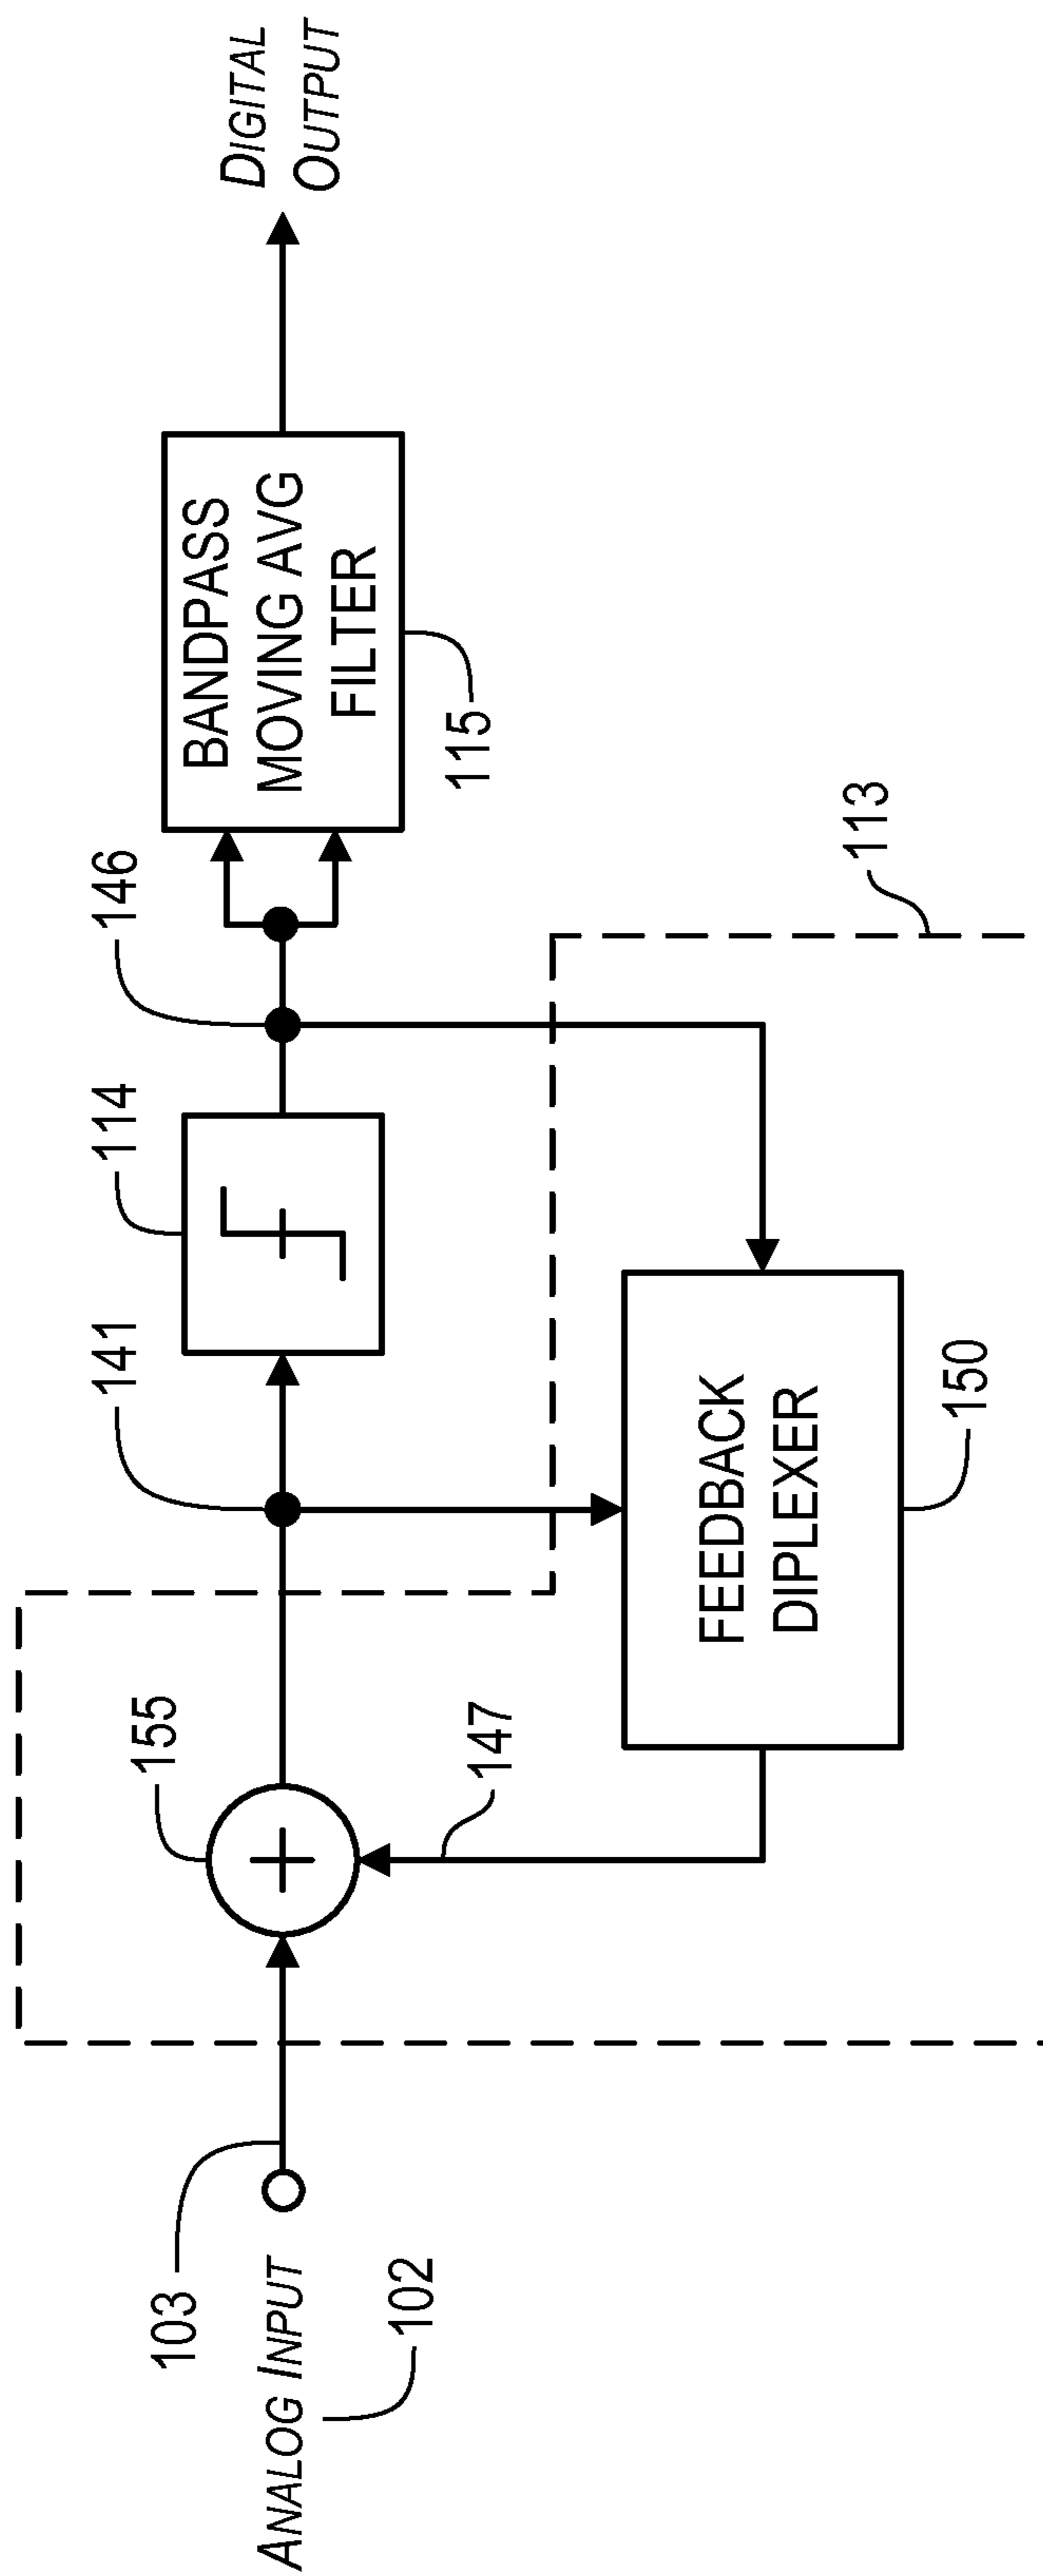 ANALOG INPUT
102
103
155
147
141
114
146
FEEDBACK
DIPLEXER
150
113
BANDPASS
MOVING AVG
FILTER
115
DIGITAL
OUTPUT